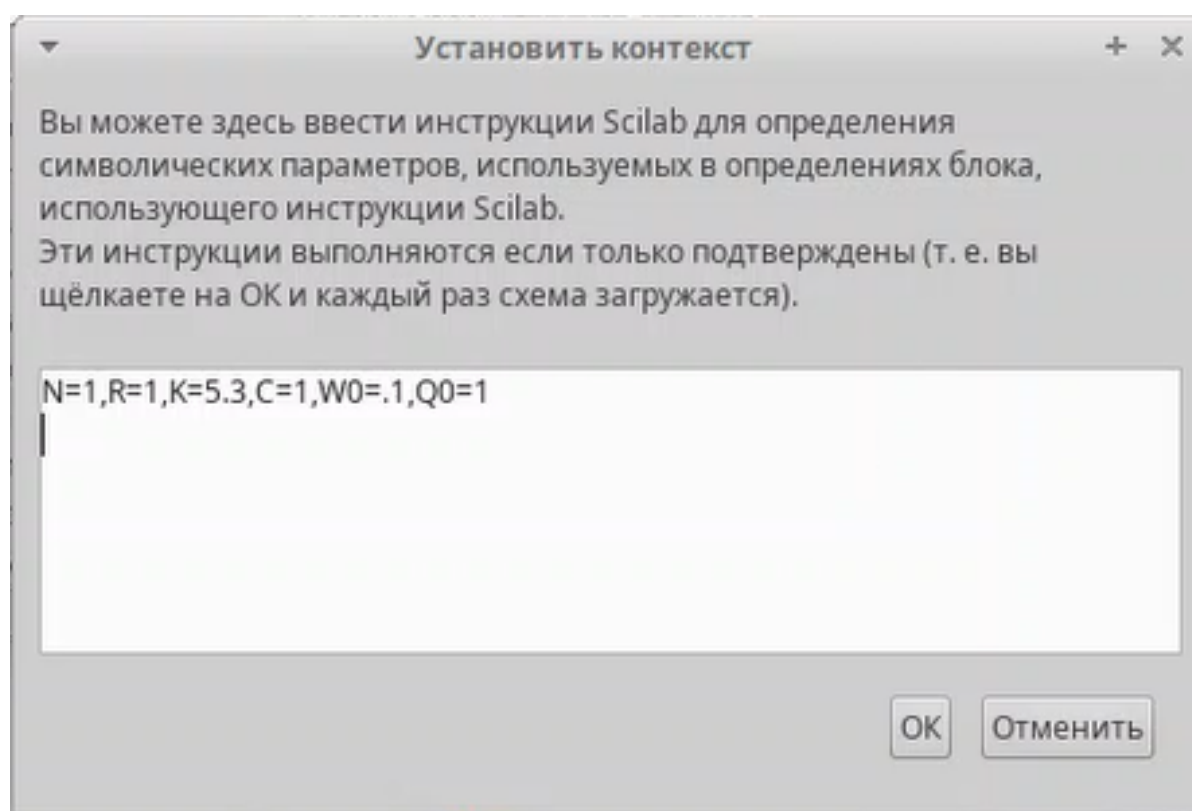 Установить контекст
Вы можете здесь ввести инструкции Scilab для определения
символических параметров, используемых в определениях блока,
использующего инструкции Scilab.
Эти инструкции выполняются если только подтверждены (т. е. вы
щёлкаете на ОК и каждый раз схема загружается).
N=1,R=1,K=5.3,C=1,W0=.1,Q0=1
ОК Отменить